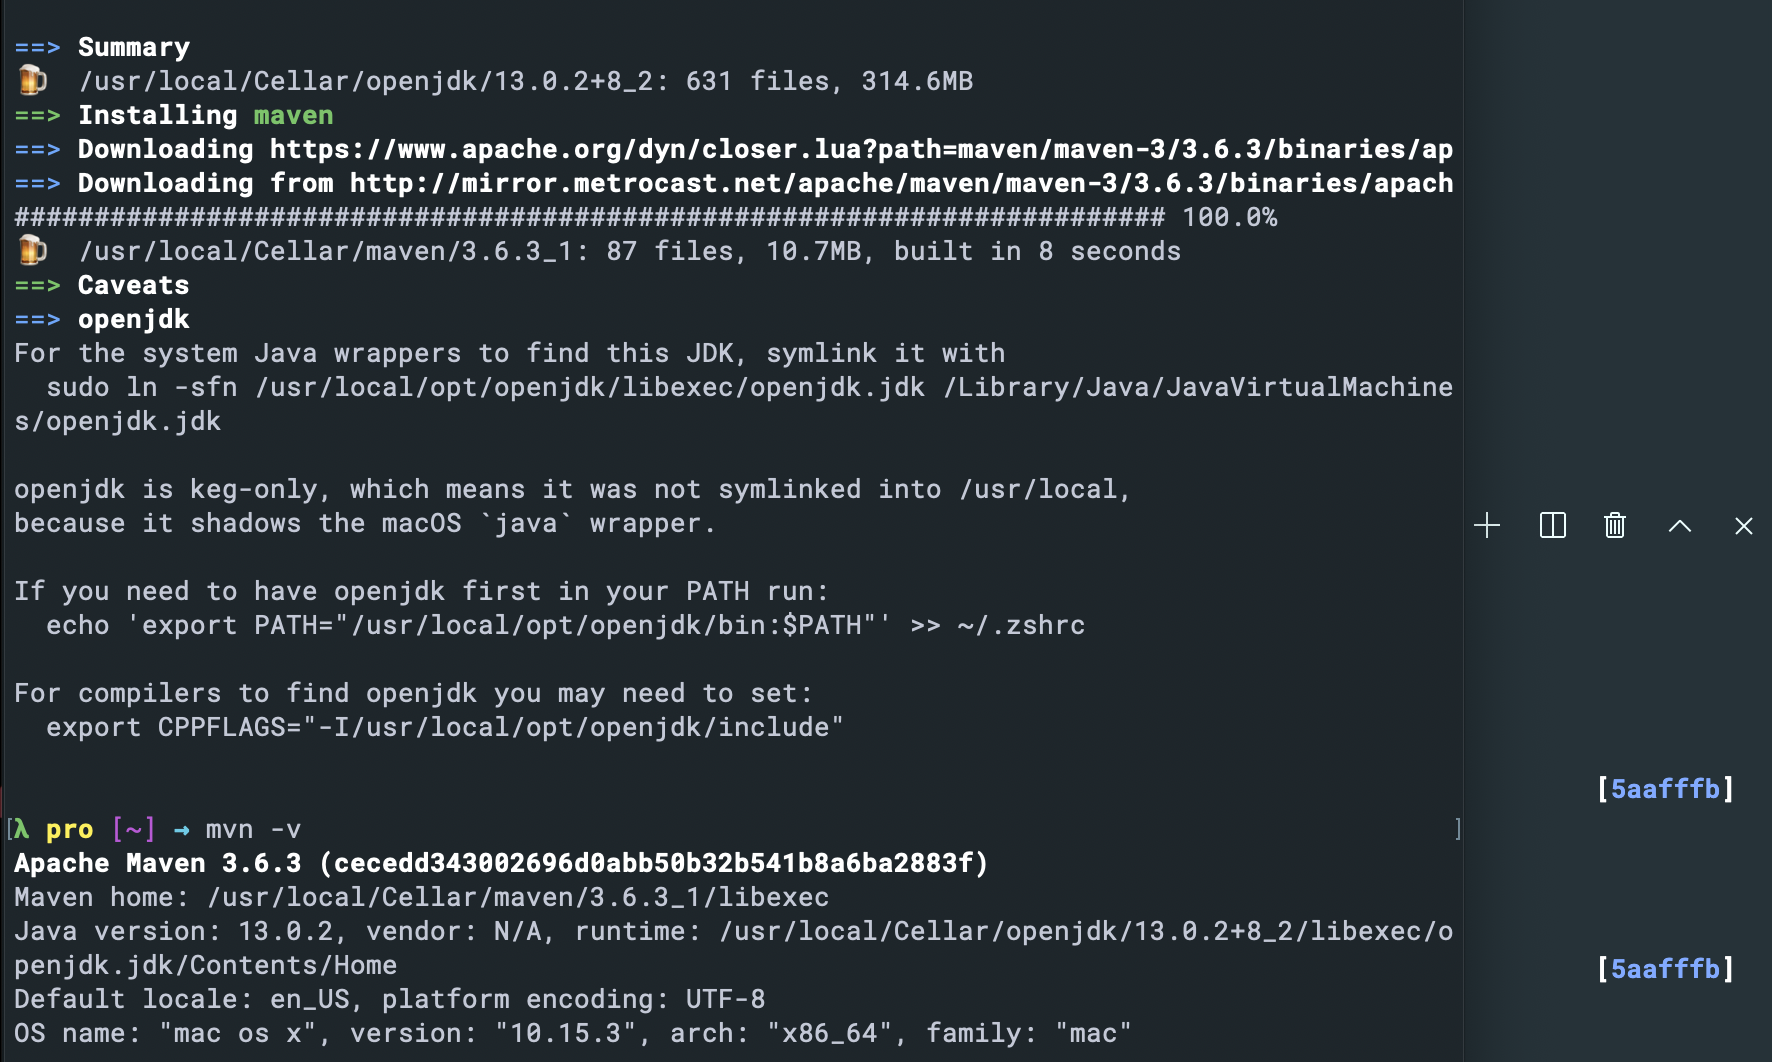 ==> Summary
🍺 /usr/local/Cellar/openjdk/13.0.2+8_2: 631 files, 314.6MB
==> Installing maven
==> Downloading https://www.apache.org/dyn/closer.lua?path=maven/maven-3/3.6.3/binaries/ap
==> Downloading from http://mirror.metrocast.net/apache/maven/maven-3/3.6.3/binaries/apach
######################################################################## 100.0%
🍺 /usr/local/Cellar/maven/3.6.3_1: 87 files, 10.7MB, built in 8 seconds
==> Caveats
==> openjdk
For the system Java wrappers to find this JDK, symlink it with
  sudo ln -sfn /usr/local/opt/openjdk/libexec/openjdk.jdk /Library/Java/JavaVirtualMachine
s/openjdk.jdk
openjdk is keg-only, which means it was not symlinked into /usr/local,
because it shadows the macOS `java` wrapper.
If you need to have openjdk first in your PATH run:
  echo 'export PATH="/usr/local/opt/openjdk/bin:$PATH"' >> ~/.zshrc
For compilers to find openjdk you may need to set:
  export CPPFLAGS="-I/usr/local/opt/openjdk/include"
[5aafffb]
[λ pro [~] → mvn -v ]
Apache Maven 3.6.3 (cecedd343002696d0abb50b32b541b8a6ba2883f)
Maven home: /usr/local/Cellar/maven/3.6.3_1/libexec
Java version: 13.0.2, vendor: N/A, runtime: /usr/local/Cellar/openjdk/13.0.2+8_2/libexec/o
penjdk.jdk/Contents/Home
[5aafffb]
Default locale: en_US, platform encoding: UTF-8
OS name: "mac os x", version: "10.15.3", arch: "x86_64", family: "mac"